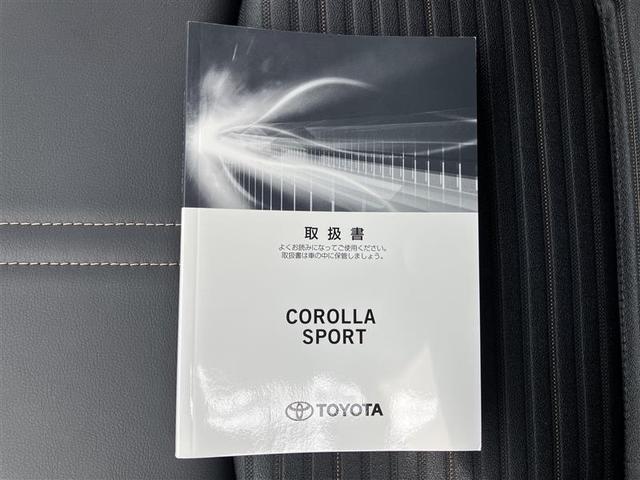 取扱書
よくお読みになってご使用ください。
取扱書は車の中に保管しましょう。
COROLLA
SPORT
TOYOTA